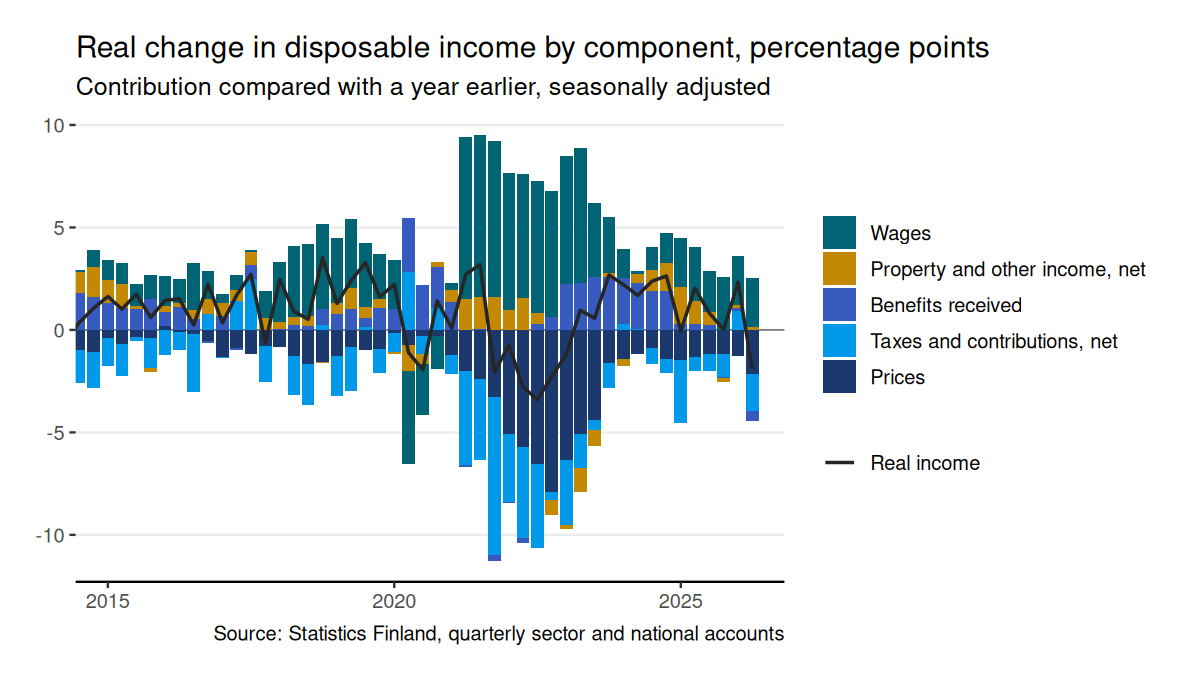 Real change in disposable income by component, percentage points
Contribution compared with a year earlier, seasonally adjusted
10
5
0
-5
-10
2015
2020
2025
Wages
Property and other income, net
Benefits received
Taxes and contributions, net
Prices
Real income
Source: Statistics Finland, quarterly sector and national accounts